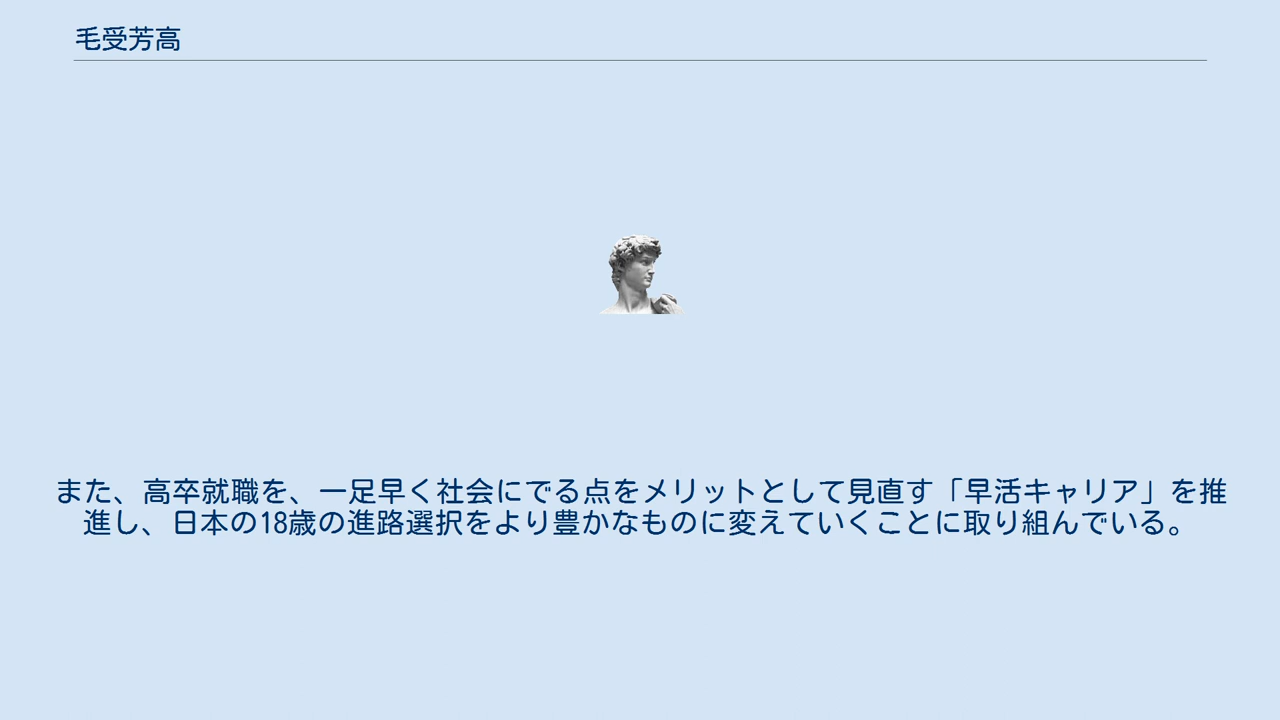 毛受芳高
また、高卒就職を、一足早く社会にでる点をメリットとして見直す「早活キャリア」を推
進し、日本の18歳の進路選択をより豊かなものに変えていくことに取り組んでいる。